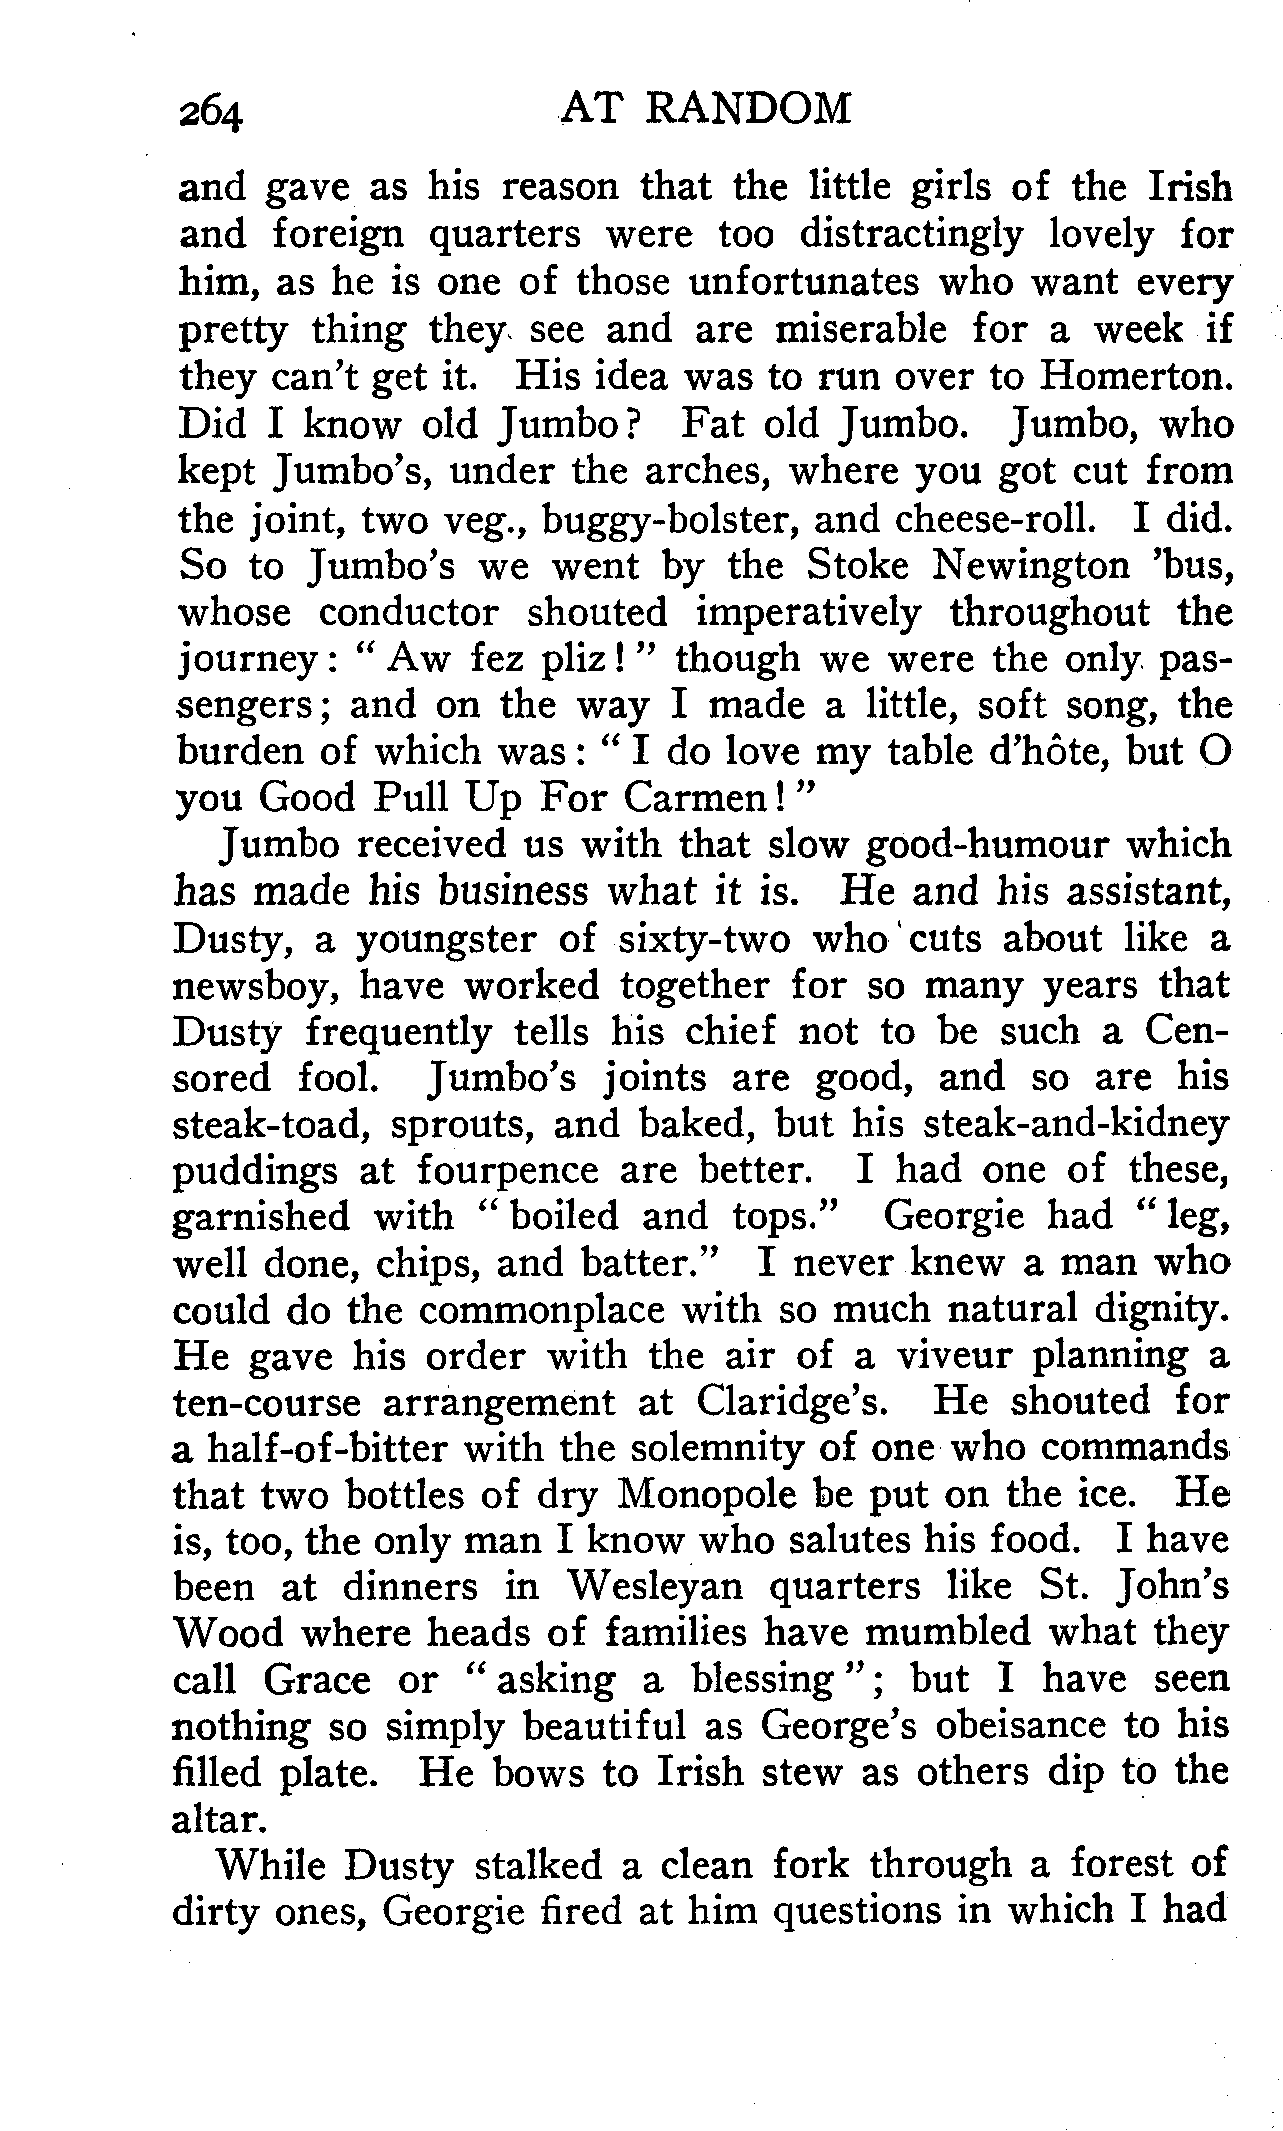 264 AT RANDOM
and gave as his reason that the little girls of the Irish
and foreign quarters were too distractingly lovely for
him, as he is one of those unfortunates who want every
pretty thing they see and are miserable for a week if
they can't get it. His idea was to run over to Homerton.
Did I know old Jumbo? Fat old Jumbo. Jumbo, who
kept Jumbo's, under the arches, where you got cut from
the joint, two veg., buggy-bolster, and cheese-roll. I did.
So to Jumbo's we went by the Stoke Newington 'bus,
whose conductor shouted imperatively throughout the
journey: "Aw fez pliz!" though we were the only pas-
sengers; and on the way I made a little, soft song, the
burden of which was: "I do love my table d'hôte, but O
you Good Pull Up For Carmen!"
Jumbo received us with that slow good-humour which
has made his business what it is. He and his assistant,
Dusty, a youngster of sixty-two who cuts about like a
newsboy, have worked together for so many years that
Dusty frequently tells his chief not to be such a Cen-
sored fool. Jumbo's joints are good, and so are his
steak-toad, sprouts, and baked, but his steak-and-kidney
puddings at fourpence are better. I had one of these,
garnished with "boiled and tops." Georgie had "leg,
well done, chips, and batter." I never knew a man who
could do the commonplace with so much natural dignity.
He gave his order with the air of a viveur planning a
ten-course arrangement at Claridge's. He shouted for
a half-of-bitter with the solemnity of one who commands
that two bottles of dry Monopole be put on the ice. He
is, too, the only man I know who salutes his food. I have
been at dinners in Wesleyan quarters like St. John's
Wood where heads of families have mumbled what they
call Grace or "asking a blessing"; but I have seen
nothing so simply beautiful as George's obeisance to his
filled plate. He bows to Irish stew as others dip to the
altar.
While Dusty stalked a clean fork through a forest of
dirty ones, Georgie fired at him questions in which I had